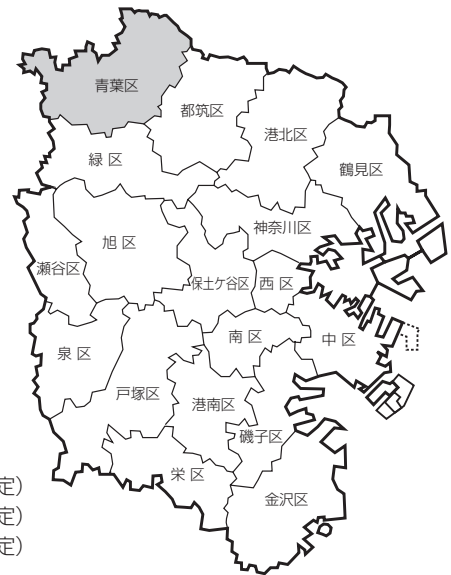 青葉区
都筑区
港北区
緑 区
鶴見区
神奈川区
旭 区
瀬谷区
保土ケ谷区
西 区
南 区
中 区
泉 区
戸塚区
港南区
磯子区
栄 区
金沢区
定)
定)
定)